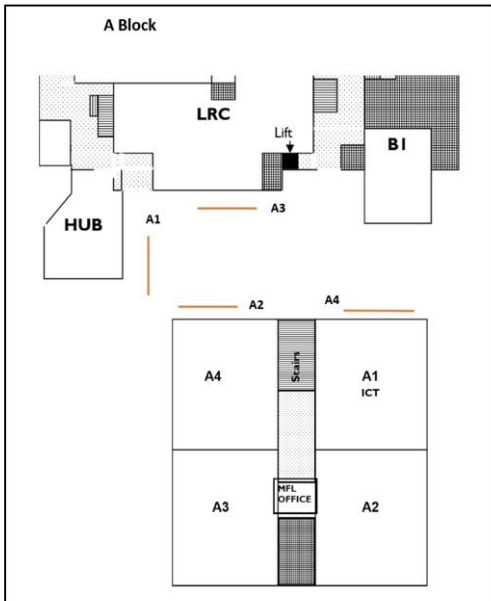 A Block
LRC
Lift
B1
A3
A1
HUB
A2
A4
A4
Stairs
A1
ICT
MFL
OFFICE
A3
A2